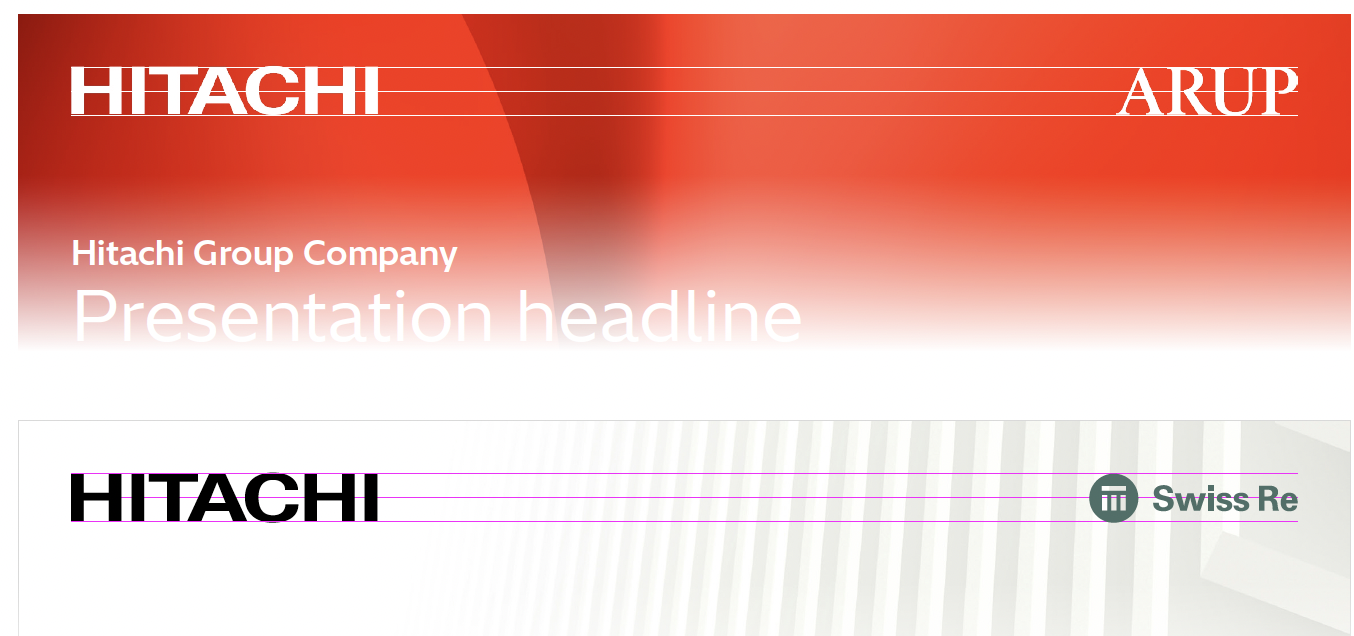 HITACHI
ARUP
Hitachi Group Company
Presentation headline
HITACHI
Swiss Re